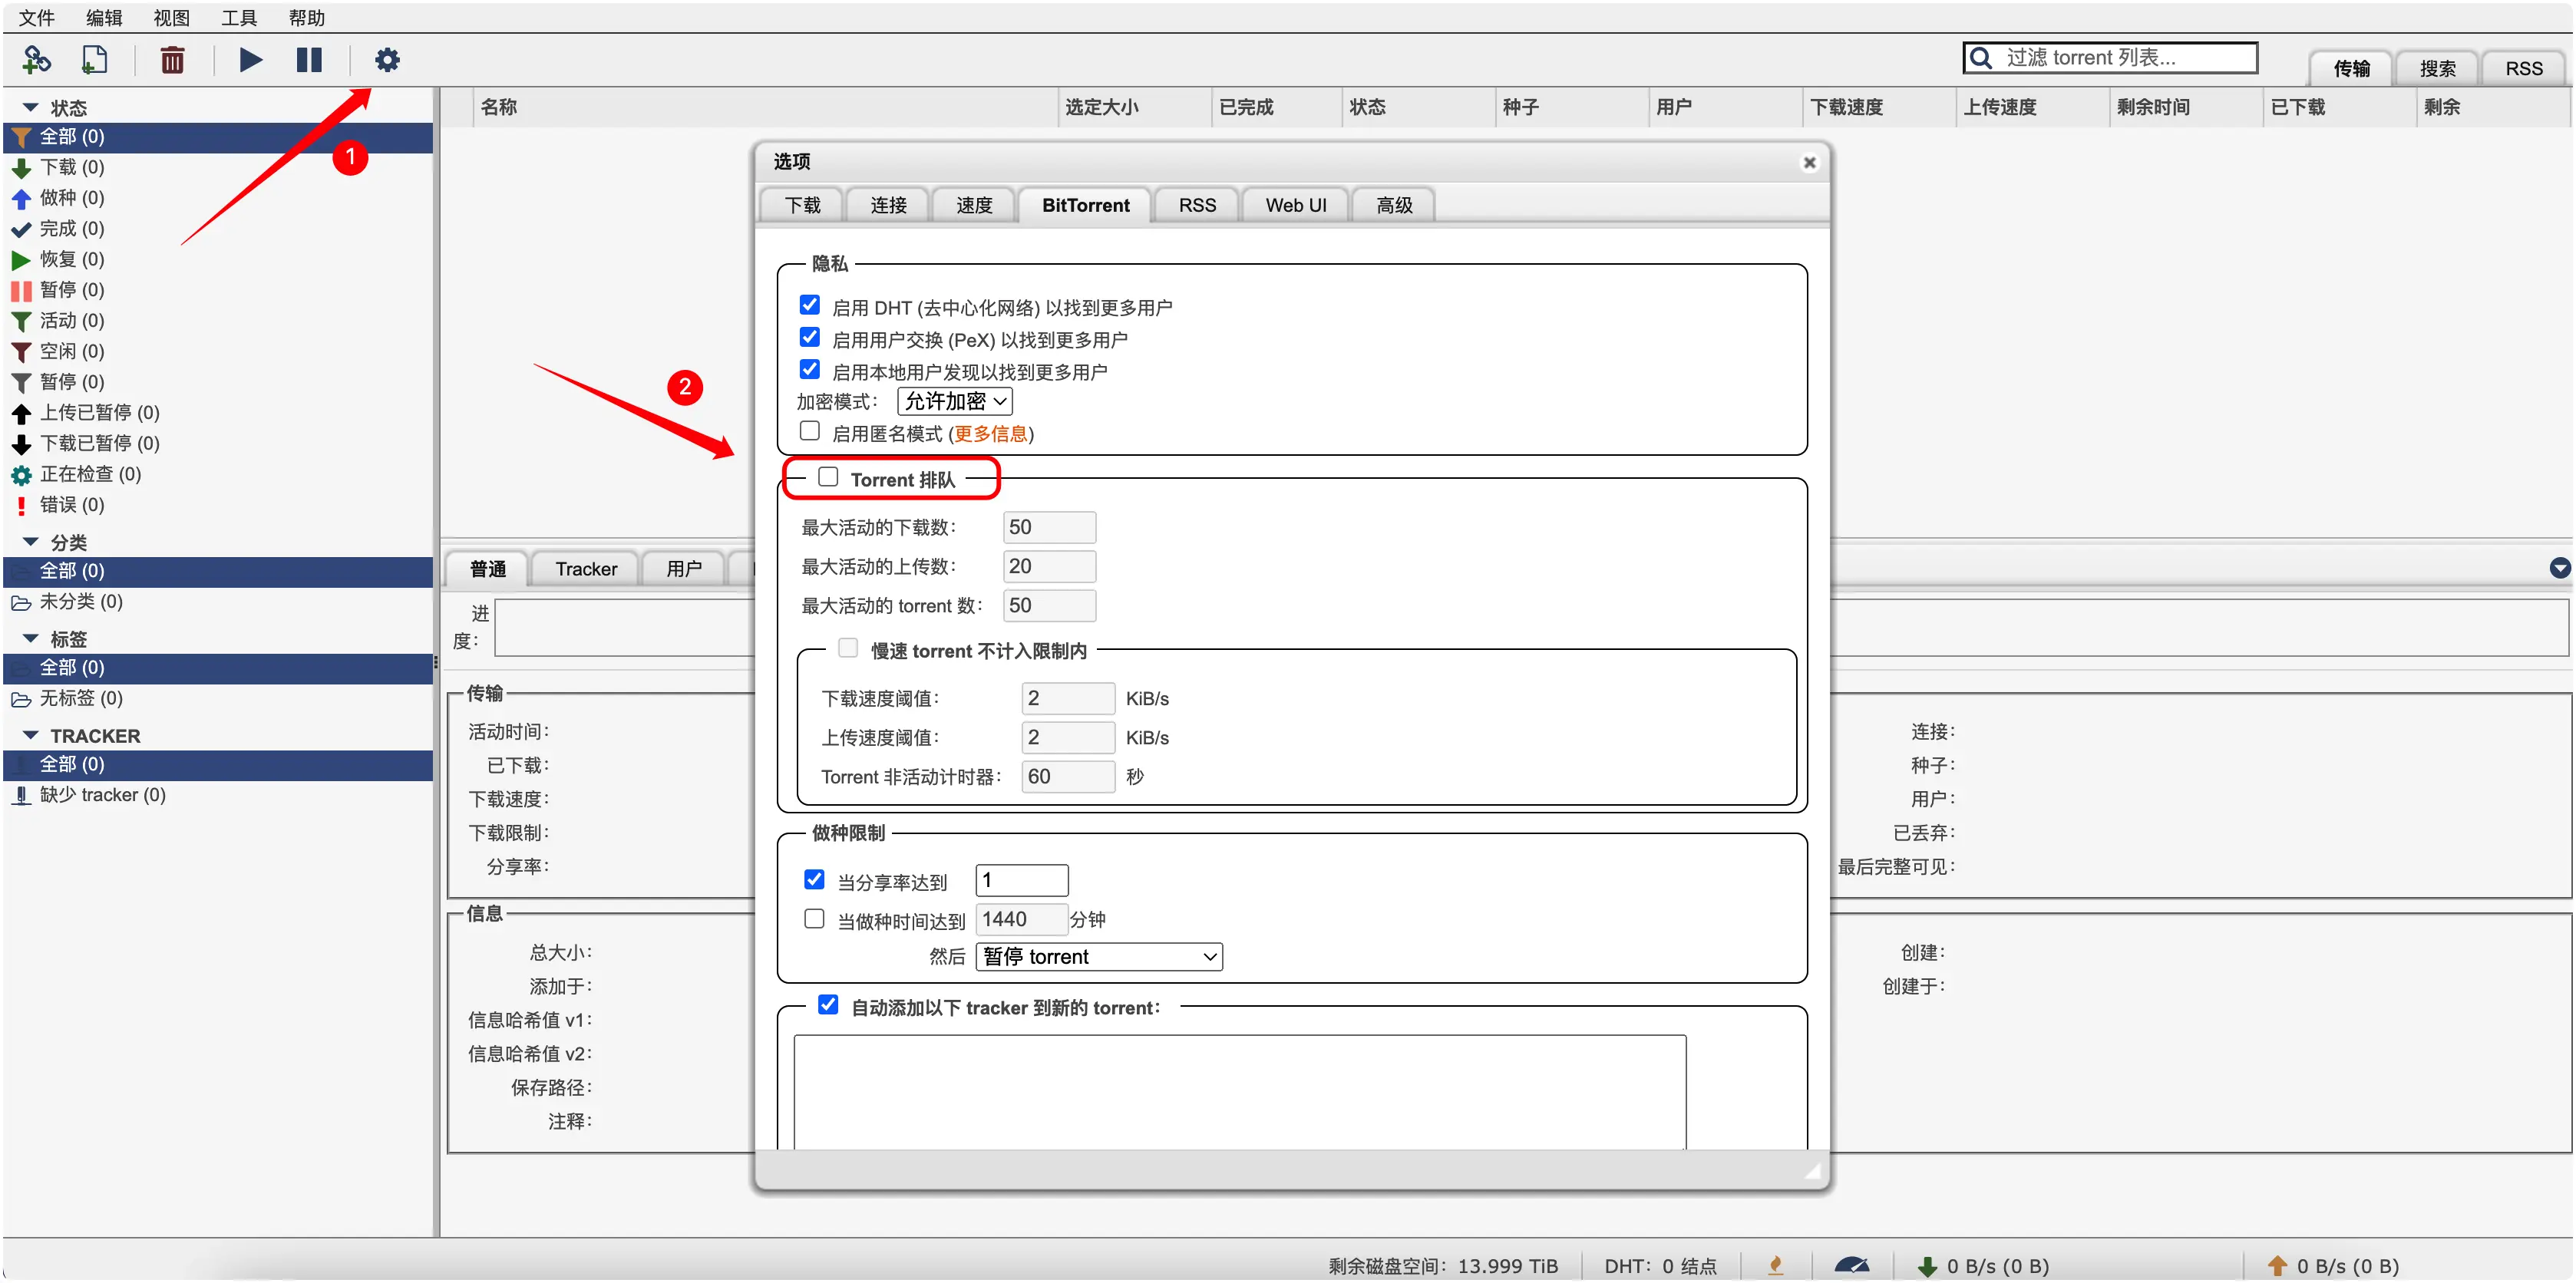 文件 编辑 视图 工具 帮助
过滤 torrent 列表...
传输 搜索 RSS
状态
全部 (0)
下载 (0)
做种 (0)
完成 (0)
恢复 (0)
暂停 (0)
活动 (0)
空闲 (0)
暂停 (0)
上传已暂停 (0)
下载已暂停 (0)
正在检查 (0)
错误 (0)
分类
全部 (0)
未分类 (0)
标签
全部 (0)
无标签 (0)
TRACKER
全部 (0)
缺少 tracker (0)
1
2
名称 选定大小 已完成 状态 种子 用户 下载速度 上传速度 剩余时间 已下载 剩余
选项
下载 连接 速度 BitTorrent RSS Web UI 高级
隐私
启用 DHT (去中心化网络) 以找到更多用户
启用用户交换 (PeX) 以找到更多用户
启用本地用户发现以找到更多用户
加密模式： 允许加密
启用匿名模式 (更多信息)
Torrent 排队
最大活动的下载数： 50
最大活动的上传数： 20
最大活动的 torrent 数： 50
慢速 torrent 不计入限制内
下载速度阈值： 2 KiB/s
上传速度阈值： 2 KiB/s
Torrent 非活动计时器： 60 秒
做种限制
当分享率达到 1
当做种时间达到 1440 分钟
然后 暂停 torrent
自动添加以下 tracker 到新的 torrent：
普通 Tracker 用户
进
度：
传输
活动时间：
已下载：
下载速度：
下载限制：
分享率：
连接：
种子：
用户：
已丢弃：
最后完整可见：
信息
总大小：
添加于：
信息哈希值 v1：
信息哈希值 v2：
保存路径：
注释：
创建：
创建于：
剩余磁盘空间： 13.999 TiB DHT： 0 结点 0 B/s (0 B) 0 B/s (0 B)